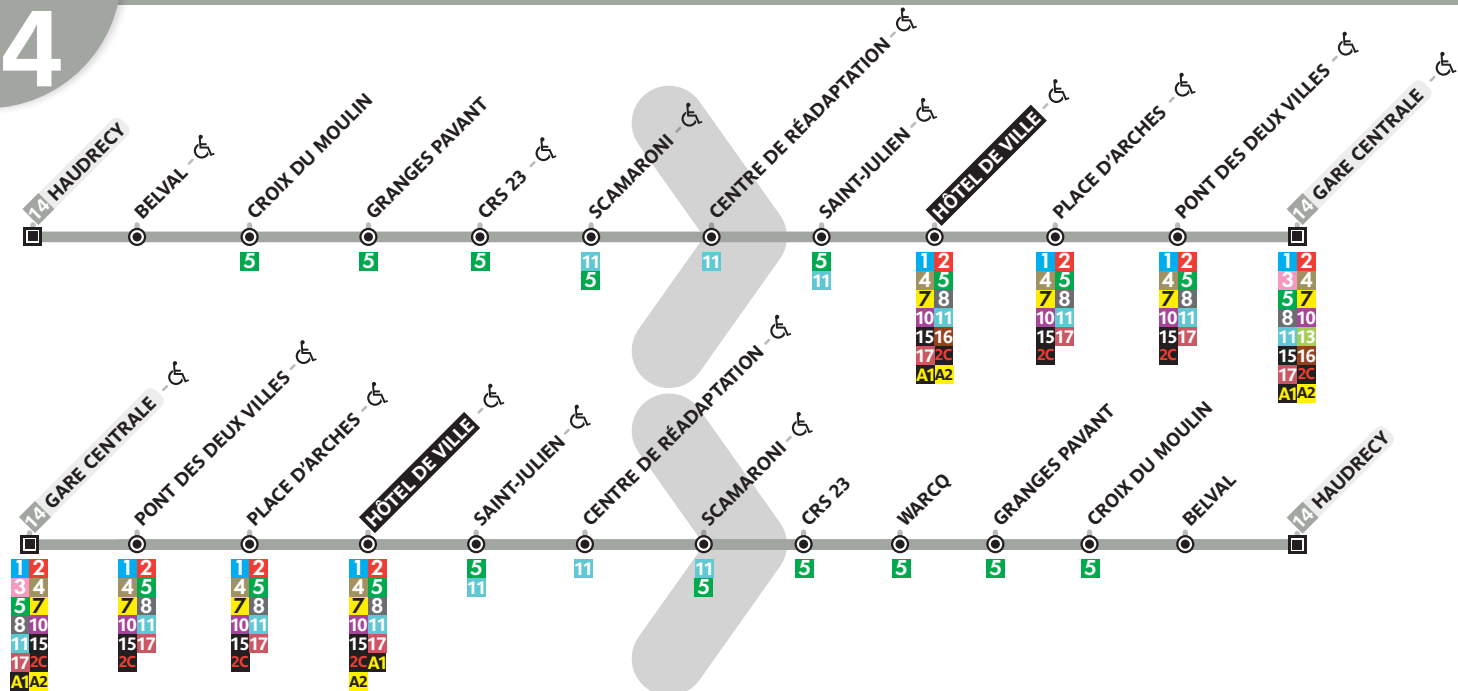 4
14 HAUDRECY
BELVAL
CROIX DU MOULIN
GRANGES PAVANT
CRS 23
SCAMARONI
CENTRE DE RÉADAPTATION
SAINT-JULIEN
HÔTEL DE VILLE
PLACE D'ARCHES
PONT DES DEUX VILLES
14 GARE CENTRALE
5
5
5
11
5
11
5
11
1 2
4 5
7 8
10 11
15 16
17 2C
A1 A2
1 2
4 5
7 8
10 11
15 17
2C
1 2
4 5
7 8
10 11
15 17
2C
1 2
3 4
5 7
8 10
11 13
15 16
17 2C
A1 A2
14 GARE CENTRALE
PONT DES DEUX VILLES
PLACE D'ARCHES
HÔTEL DE VILLE
SAINT-JULIEN
CENTRE DE RÉADAPTATION
SCAMARONI
CRS 23
WARCQ
GRANGES PAVANT
CROIX DU MOULIN
BELVAL
14 HAUDRECY
1 2
3 4
5 7
8 10
11 15
17 2C
A1 A2
1 2
4 5
7 8
10 11
15 17
2C
1 2
4 5
7 8
10 11
15 17
2C
1 2
4 5
7 8
10 11
15 17
2C A1
A2
5
11
11
11
5
5
5
5
5